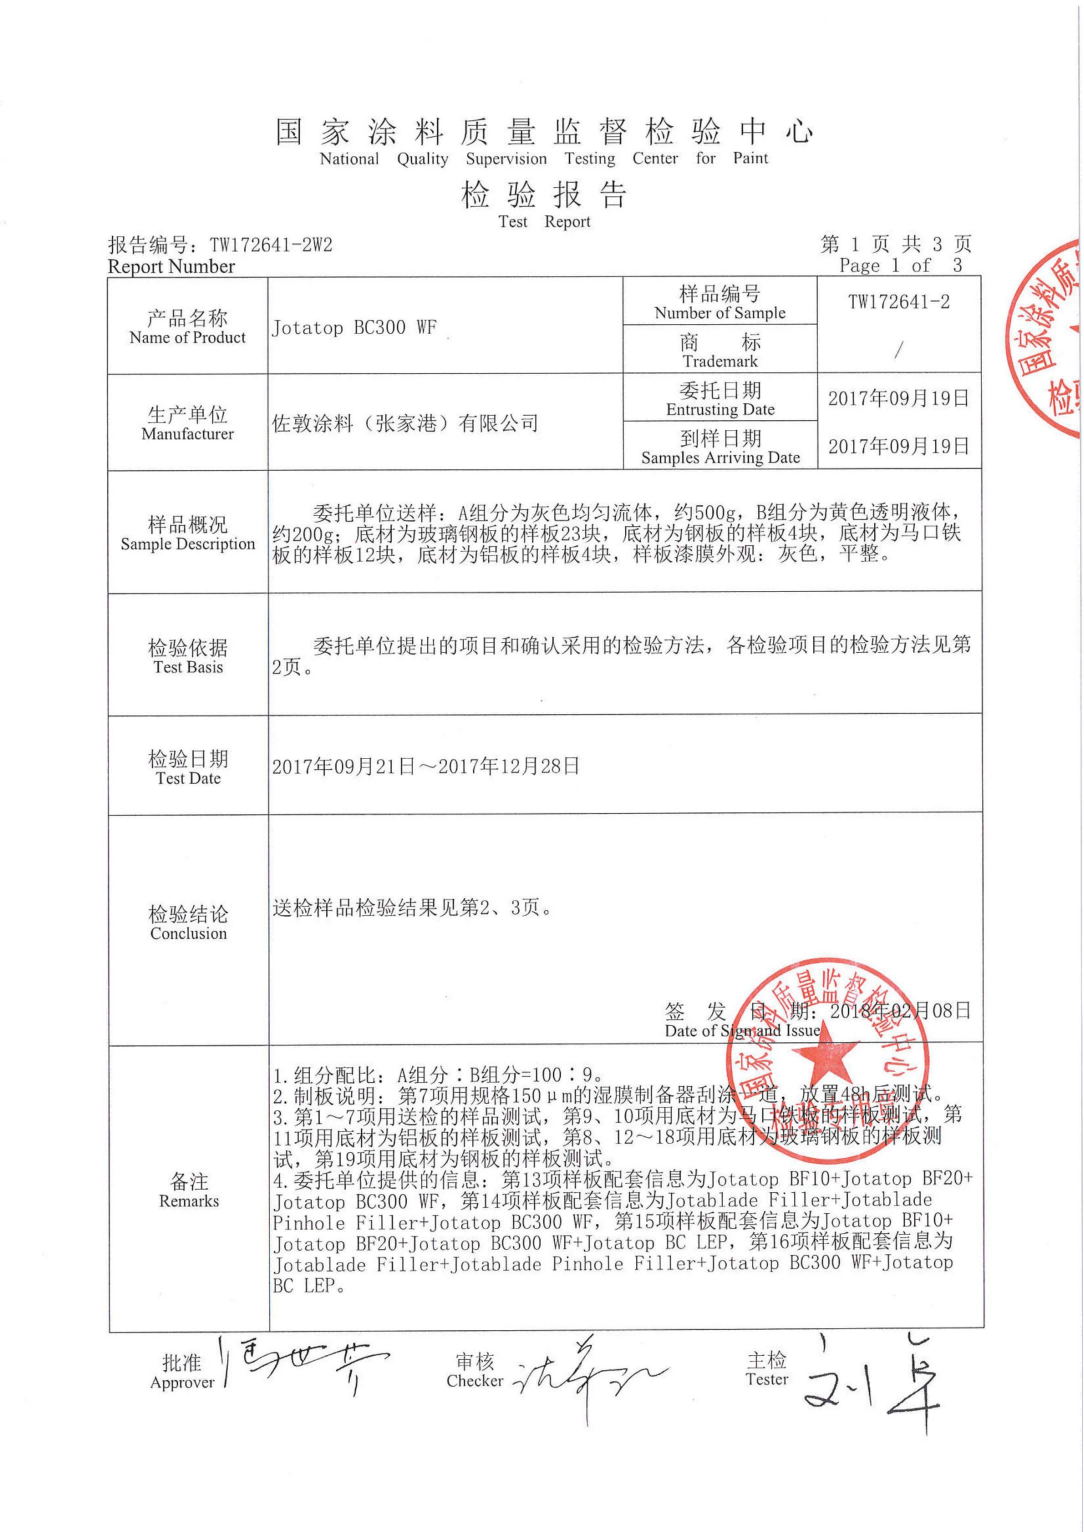 国家涂料质量监督检验中心
National Quality Supervision Testing Center for Paint
检验报告
Test Report
报告编号: TW172641-2W2
Report Number
第 1 页 共 3 页
Page 1 of 3
产品名称
Name of Product
Jotatop BC300 WF
样品编号
Number of Sample
TW172641-2
商 标
Trademark
/
生产单位
Manufacturer
佐敦涂料（张家港）有限公司
委托日期
Entrusting Date
2017年09月19日
到样日期
Samples Arriving Date
2017年09月19日
样品概况
Sample Description
委托单位送样: A组分为灰色均匀流体，约500g，B组分为黄色透明液体，
约200g；底材为玻璃钢板的样板23块，底材为钢板的样板4块，底材为马口铁
板的样板12块，底材为铝板的样板4块，样板漆膜外观: 灰色，平整。
检验依据
Test Basis
委托单位提出的项目和确认采用的检验方法，各检验项目的检验方法见第
2页。
检验日期
Test Date
2017年09月21日～2017年12月28日
检验结论
Conclusion
送检样品检验结果见第2、3页。
签 发 日 期: 2018年02月08日
Date of Sign and Issue
国家涂料质量监督检验中心
检验专用章
备注
Remarks
1. 组分配比: A组分：B组分=100：9。
2. 制板说明: 第7项用规格150μm的湿膜制备器刮涂一道，放置48h后测试。
3. 第1～7项用送检的样品测试，第9、10项用底材为马口铁板的样板测试，第
11项用底材为铝板的样板测试，第8、12～18项用底材为玻璃钢板的样板测
试，第19项用底材为钢板的样板测试。
4. 委托单位提供的信息: 第13项样板配套信息为Jotatop BF10+Jotatop BF20+
Jotatop BC300 WF，第14项样板配套信息为Jotablade Filler+Jotablade
Pinhole Filler+Jotatop BC300 WF，第15项样板配套信息为Jotatop BF10+
Jotatop BF20+Jotatop BC300 WF+Jotatop BC LEP，第16项样板配套信息为
Jotablade Filler+Jotablade Pinhole Filler+Jotatop BC300 WF+Jotatop
BC LEP。
国家涂料质
检
批准
Approver
审核
Checker
主检
Tester
刘卓